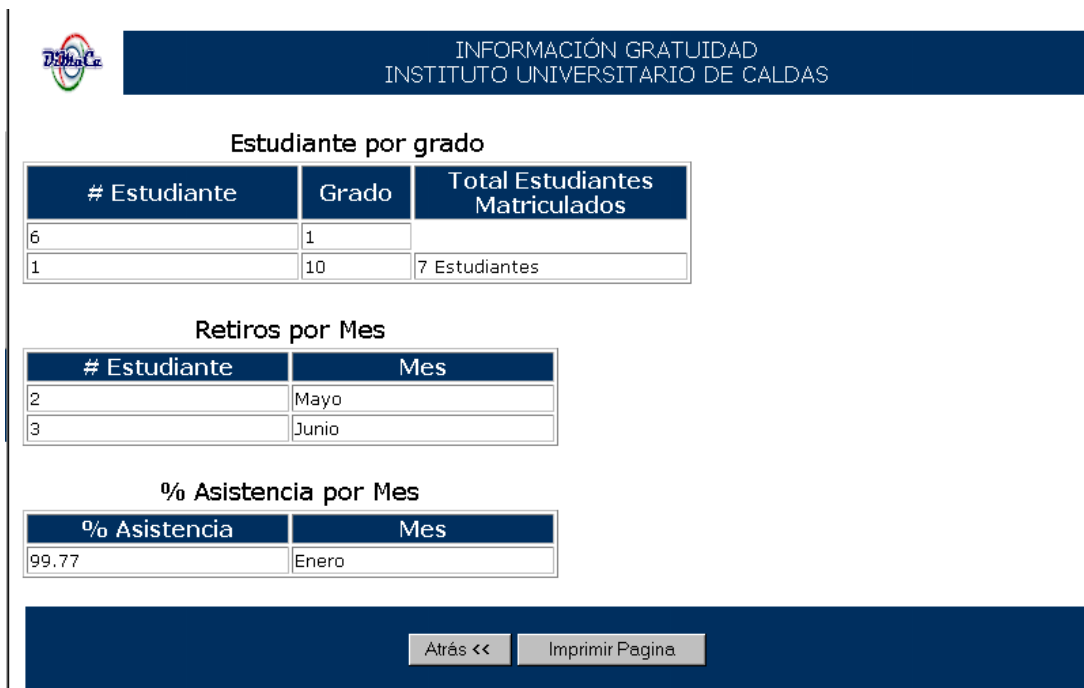 DiMaCa
INFORMACIÓN GRATUIDAD
INSTITUTO UNIVERSITARIO DE CALDAS
Estudiante por grado
# Estudiante Grado Total Estudiantes
Matriculados
6 1
1 10 7 Estudiantes
Retiros por Mes
# Estudiante Mes
2 Mayo
3 Junio
% Asistencia por Mes
% Asistencia Mes
99.77 Enero
Atrás << Imprimir Pagina